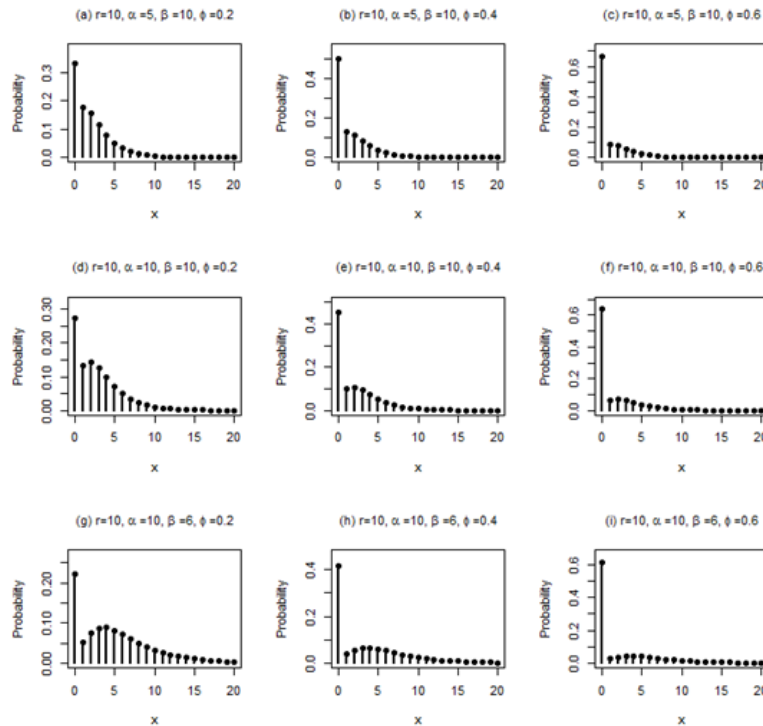 (a) r=10, α =5, β =10, ϕ =0.2
(b) r=10, α =5, β =10, ϕ =0.4
(c) r=10, α =5, β =10, ϕ =0.6
Probability
0.0 0.1 0.2 0.3
0 5 10 15 20
x
Probability
0.0 0.2 0.4
0 5 10 15 20
x
Probability
0.0 0.2 0.4 0.6
0 5 10 15 20
x
(d) r=10, α =10, β =10, ϕ =0.2
(e) r=10, α =10, β =10, ϕ =0.4
(f) r=10, α =10, β =10, ϕ =0.6
Probability
0.00 0.10 0.20 0.30
0 5 10 15 20
x
Probability
0.0 0.2 0.4
0 5 10 15 20
x
Probability
0.0 0.2 0.4 0.6
0 5 10 15 20
x
(g) r=10, α =10, β =6, ϕ =0.2
(h) r=10, α =10, β =6, ϕ =0.4
(i) r=10, α =10, β =6, ϕ =0.6
Probability
0.00 0.10 0.20
0 5 10 15 20
x
Probability
0.0 0.2 0.4
0 5 10 15 20
x
Probability
0.0 0.2 0.4 0.6
0 5 10 15 20
x